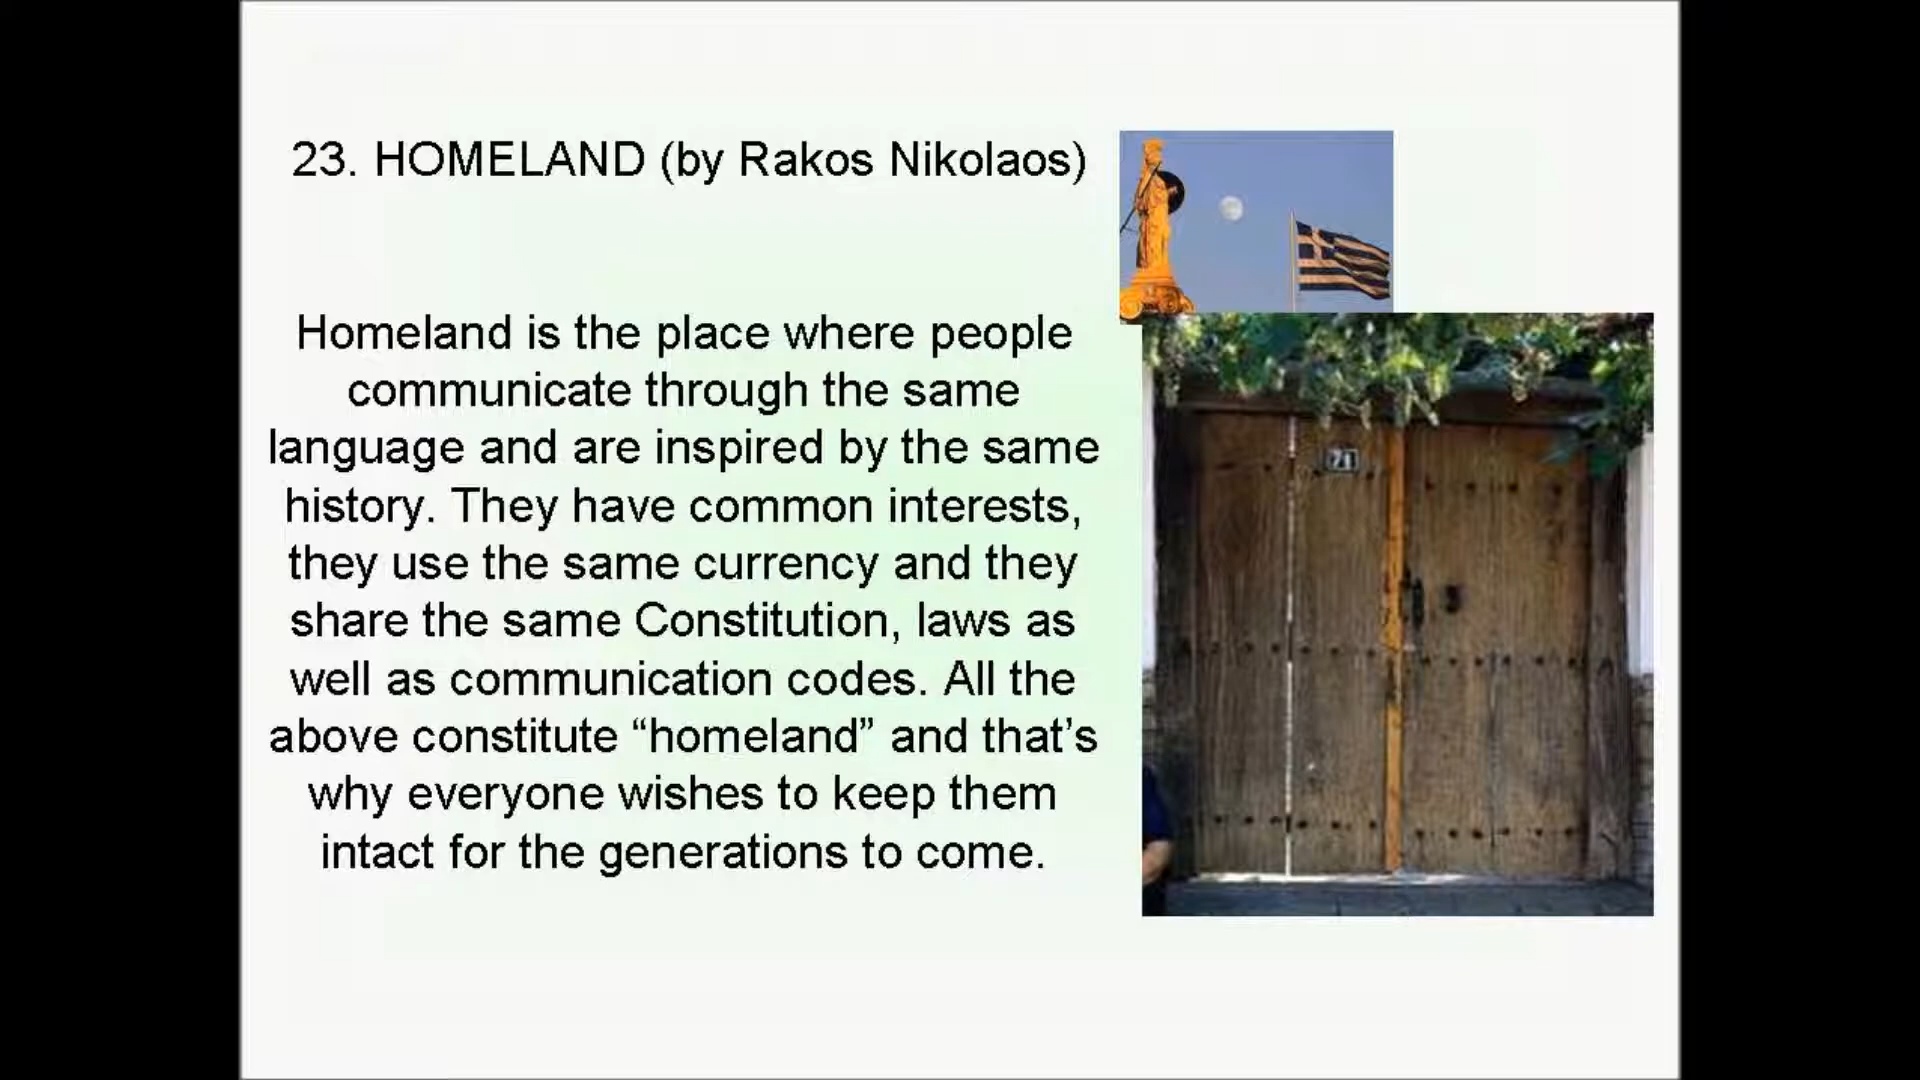 23. HOMELAND (by Rakos Nikolaos)
Homeland is the place where people
communicate through the same
language and are inspired by the same
history. They have common interests,
they use the same currency and they
share the same Constitution, laws as
well as communication codes. All the
above constitute “homeland” and that’s
why everyone wishes to keep them
intact for the generations to come.
21